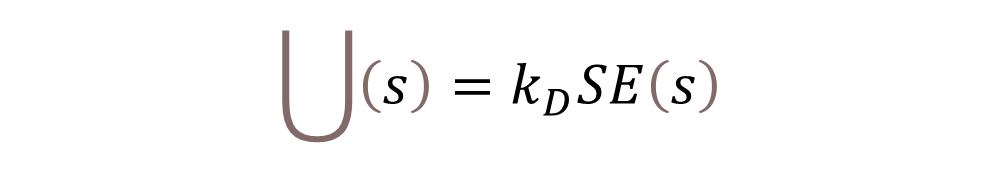 ⋃(s) = k_D SE(s)